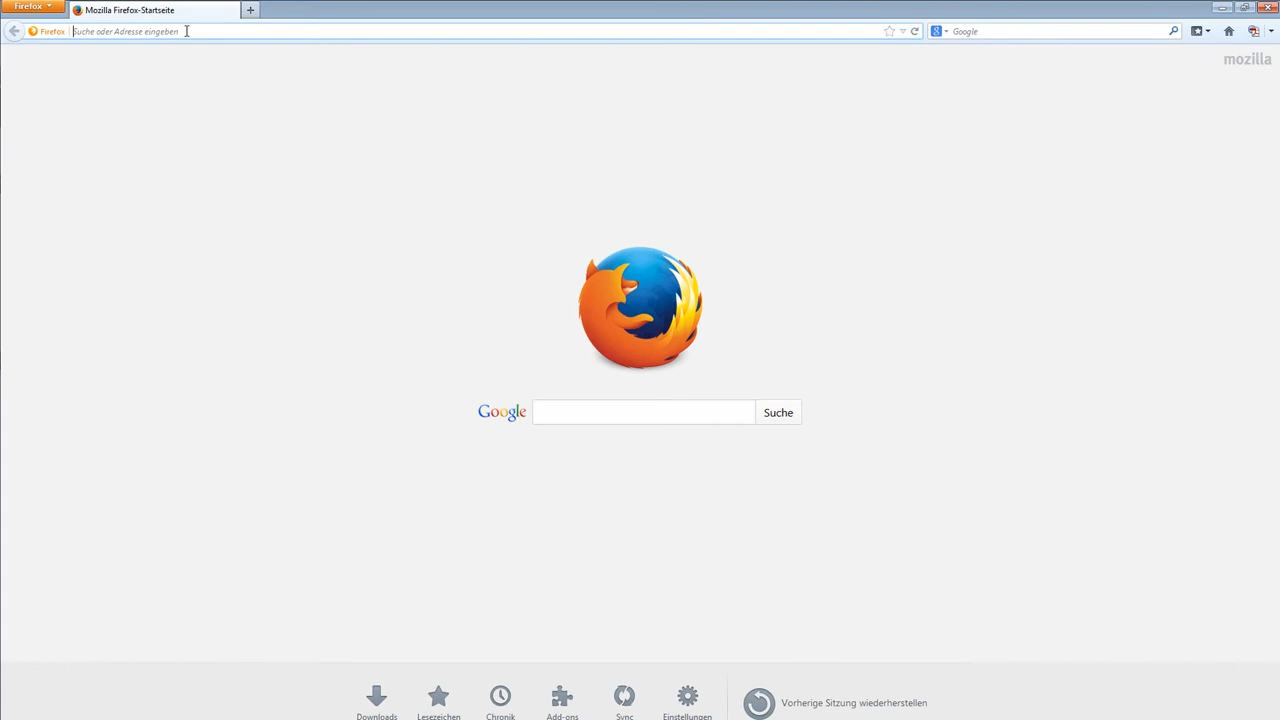 Firefox
Mozilla Firefox-Startseite
Firefox
Suche oder Adresse eingeben
Google
mozilla
Google
Suche
Downloads
Lesezeichen
Chronik
Add-ons
Sync
Einstellungen
Vorherige Sitzung wiederherstellen